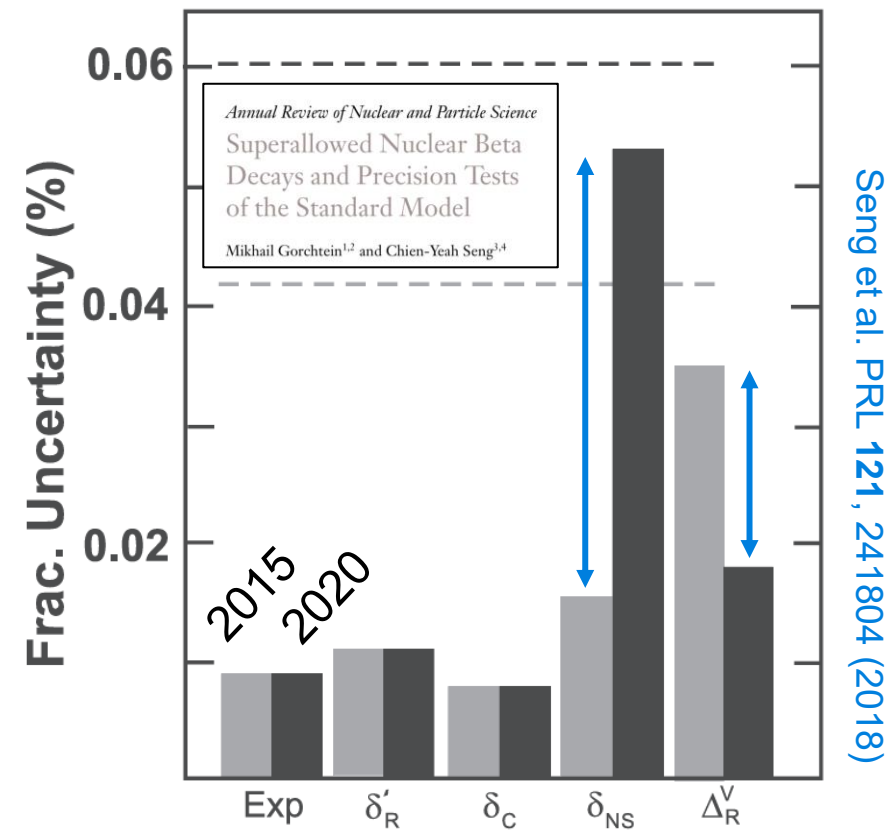 Frac. Uncertainty (%)
0.06
0.04
0.02
Annual Review of Nuclear and Particle Science
Superallowed Nuclear Beta
Decays and Precision Tests
of the Standard Model
Mikhail Gorchtein1,2 and Chien-Yeah Seng3,4
2015
2020
Exp
δ′R
δC
δNS
ΔVR
Seng et al. PRL 121, 241804 (2018)